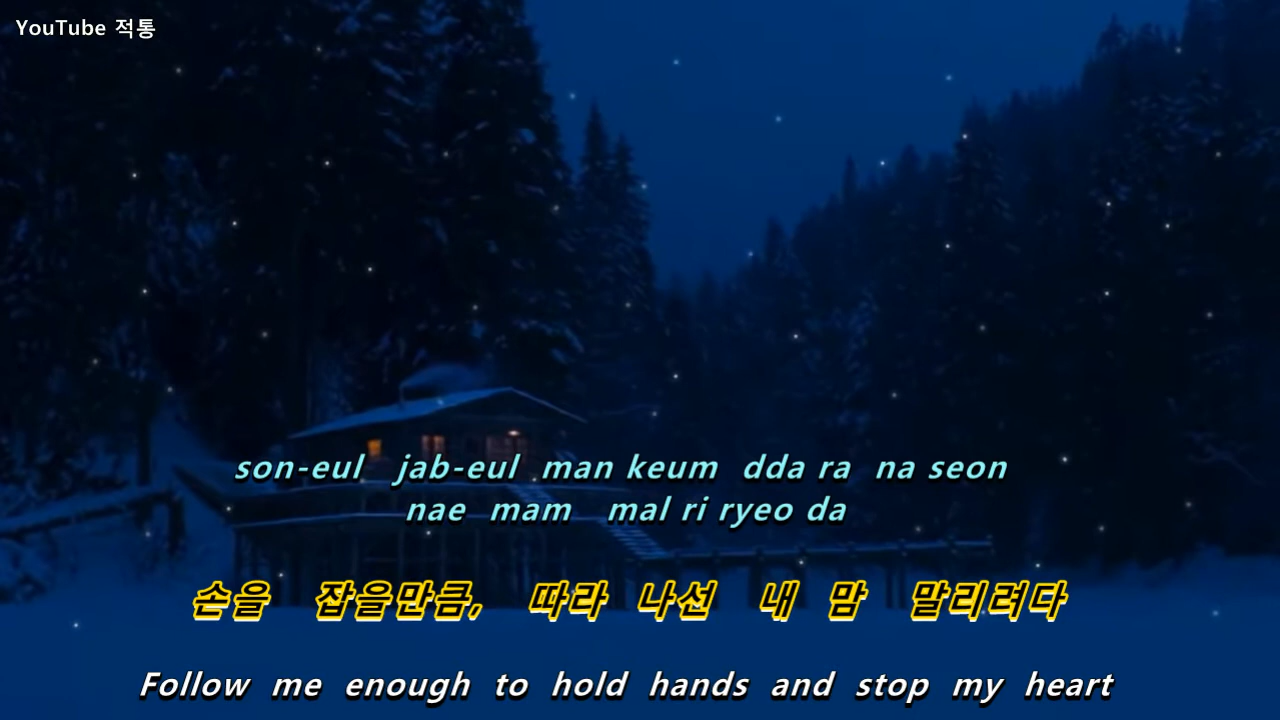 YouTube 적통
son-eul jab-eul man keum dda ra na seon
nae mam mal ri ryeo da
손을 잡을만큼, 따라 나선 내 맘 말리려다
Follow me enough to hold hands and stop my heart